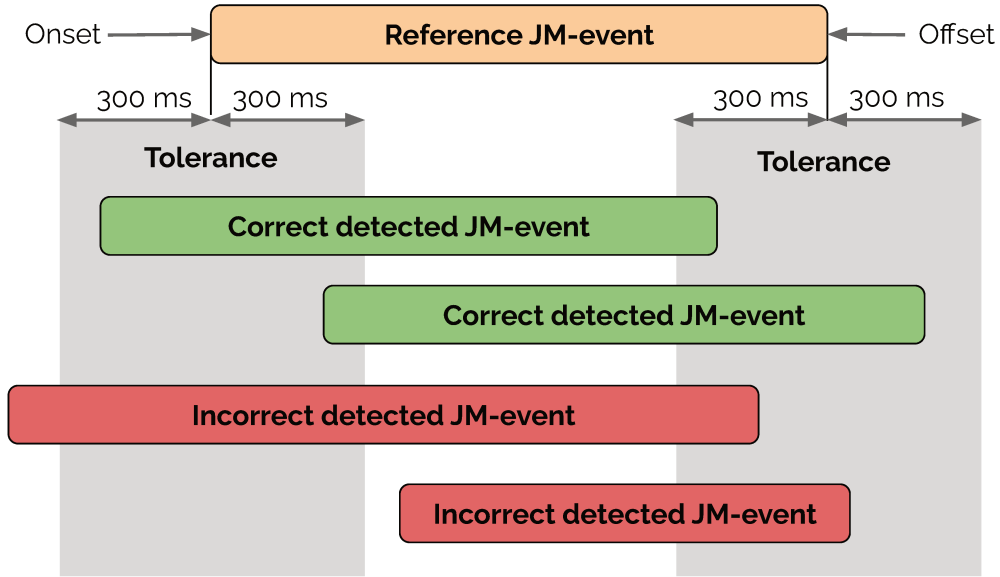 Onset
Reference JM-event
Offset
300 ms
300 ms
300 ms
300 ms
Tolerance
Tolerance
Correct detected JM-event
Correct detected JM-event
Incorrect detected JM-event
Incorrect detected JM-event